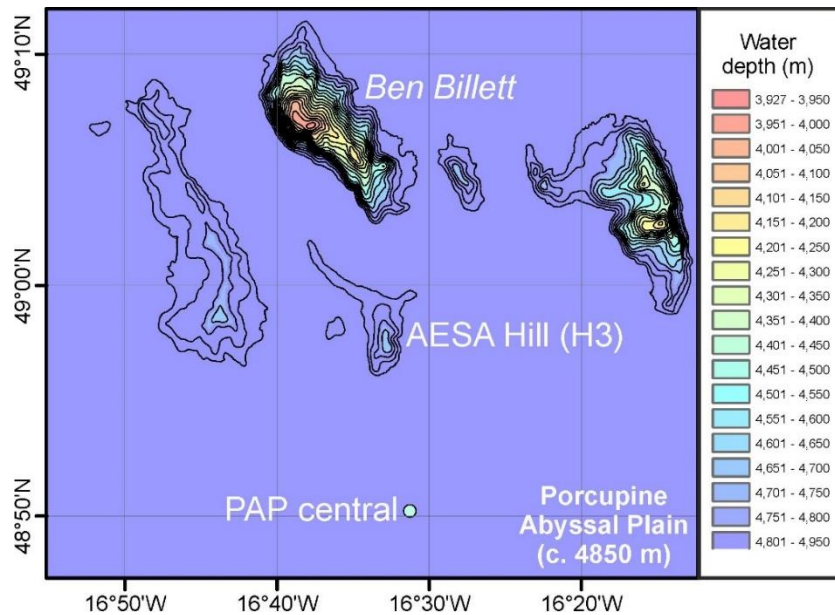 49°10'N
49°00'N
48°50'N
16°50'W
16°40'W
16°30'W
16°20'W
Ben Billett
AESA Hill (H3)
PAP central
Porcupine
Abyssal Plain
(c. 4850 m)
Water
depth (m)
3,927 - 3,950
3,951 - 4,000
4,001 - 4,050
4,051 - 4,100
4,101 - 4,150
4,151 - 4,200
4,201 - 4,250
4,251 - 4,300
4,301 - 4,350
4,351 - 4,400
4,401 - 4,450
4,451 - 4,500
4,501 - 4,550
4,551 - 4,600
4,601 - 4,650
4,651 - 4,700
4,701 - 4,750
4,751 - 4,800
4,801 - 4,950